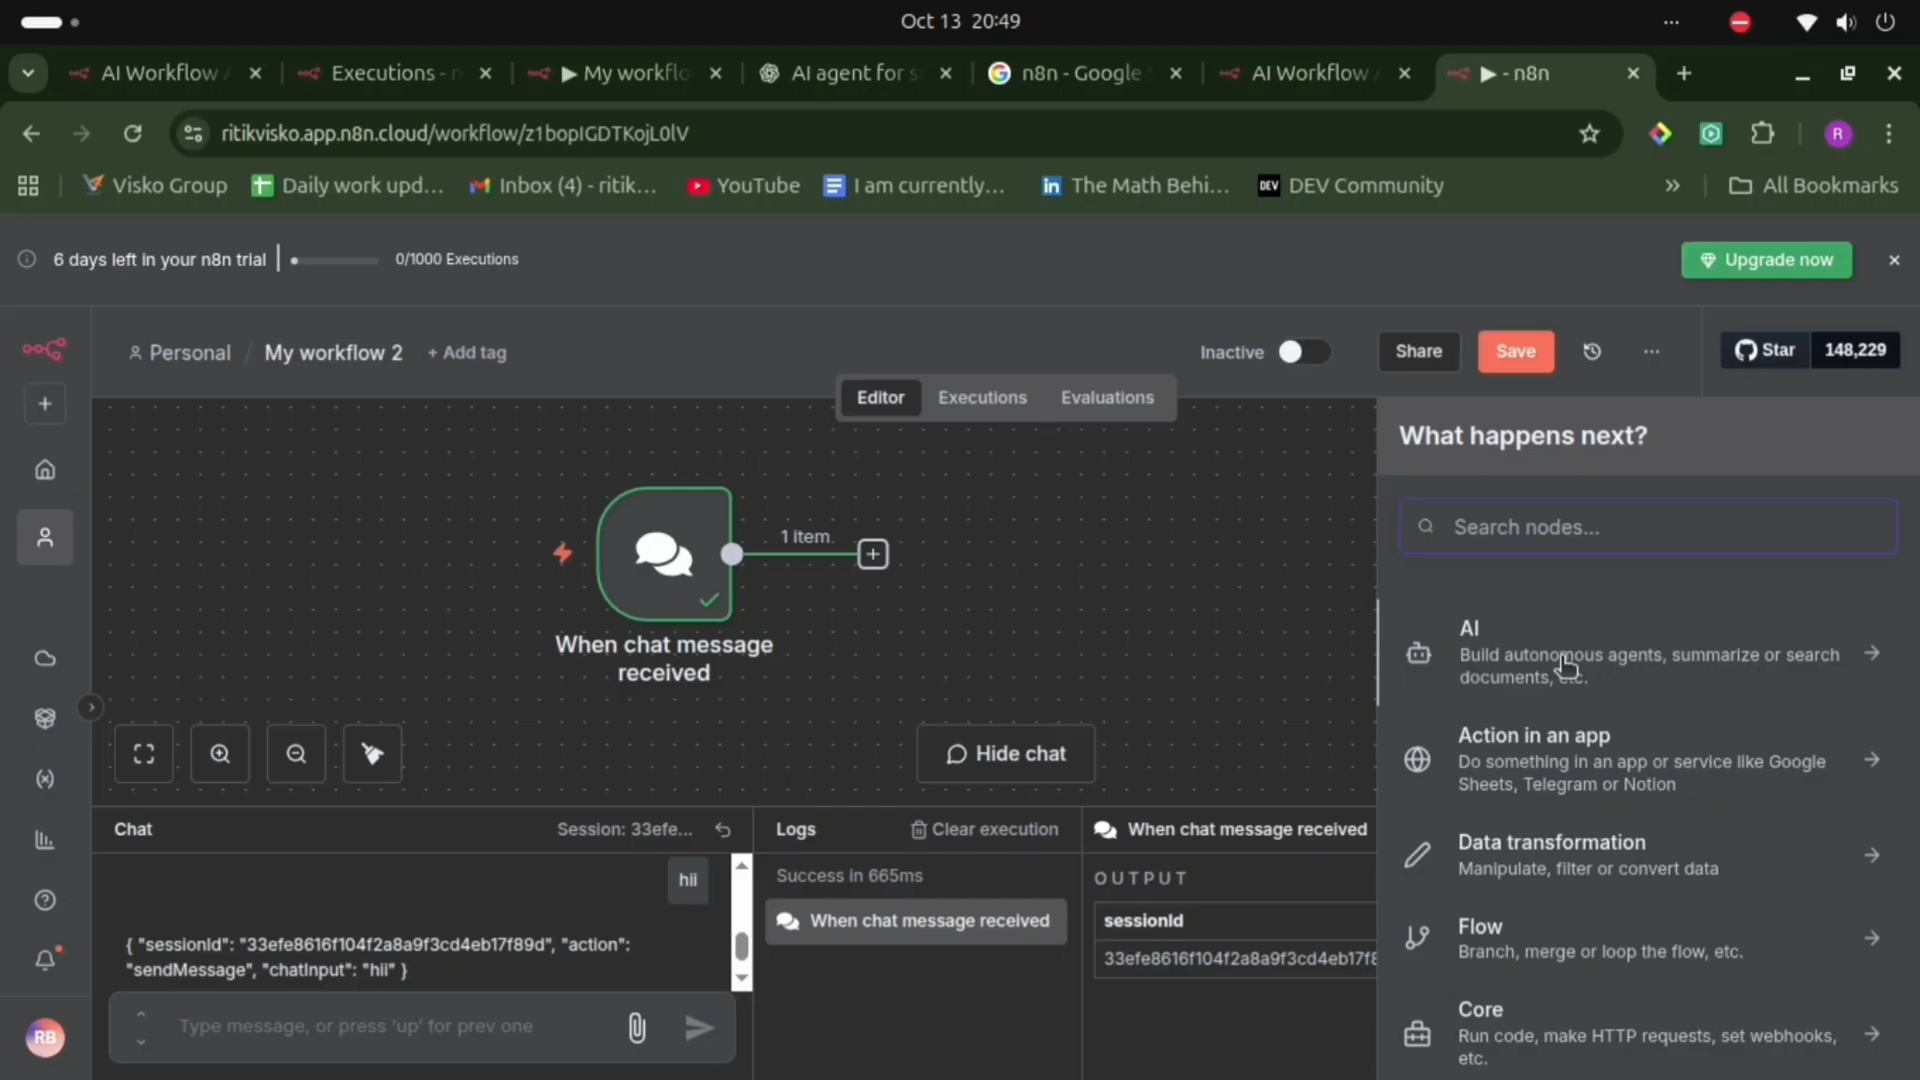 Oct 13 20:49
AI Workflow
Executions - n
▶ My workflo
AI agent for s
n8n - Google
AI Workflow
▶ - n8n
ritikvisko.app.n8n.cloud/workflow/z1bopIGDTKojL0lV
R
Visko Group
Daily work upd...
Inbox (4) - ritik...
YouTube
I am currently...
in
The Math Behi...
DEV
DEV Community
»
All Bookmarks
6 days left in your n8n trial
0/1000 Executions
Upgrade now
Personal / My workflow 2
+ Add tag
Inactive
Share
Save
...
Star
148,229
Editor
Executions
Evaluations
What happens next?
Search nodes...
1 item
When chat message
received
AI
Build autonomous agents, summarize or search
documents, etc.
Action in an app
Do something in an app or service like Google
Sheets, Telegram or Notion
Hide chat
Data transformation
Manipulate, filter or convert data
Flow
Branch, merge or loop the flow, etc.
Core
Run code, make HTTP requests, set webhooks,
etc.
Chat
Session: 33efe...
hii
{ "sessionId": "33efe8616f104f2a8a9f3cd4eb17f89d", "action":
"sendMessage", "chatInput": "hii" }
Type message, or press ‘up’ for prev one
Logs
Clear execution
Success in 665ms
When chat message received
When chat message received
OUTPUT
sessionId
33efe8616f104f2a8a9f3cd4eb17f8
RB